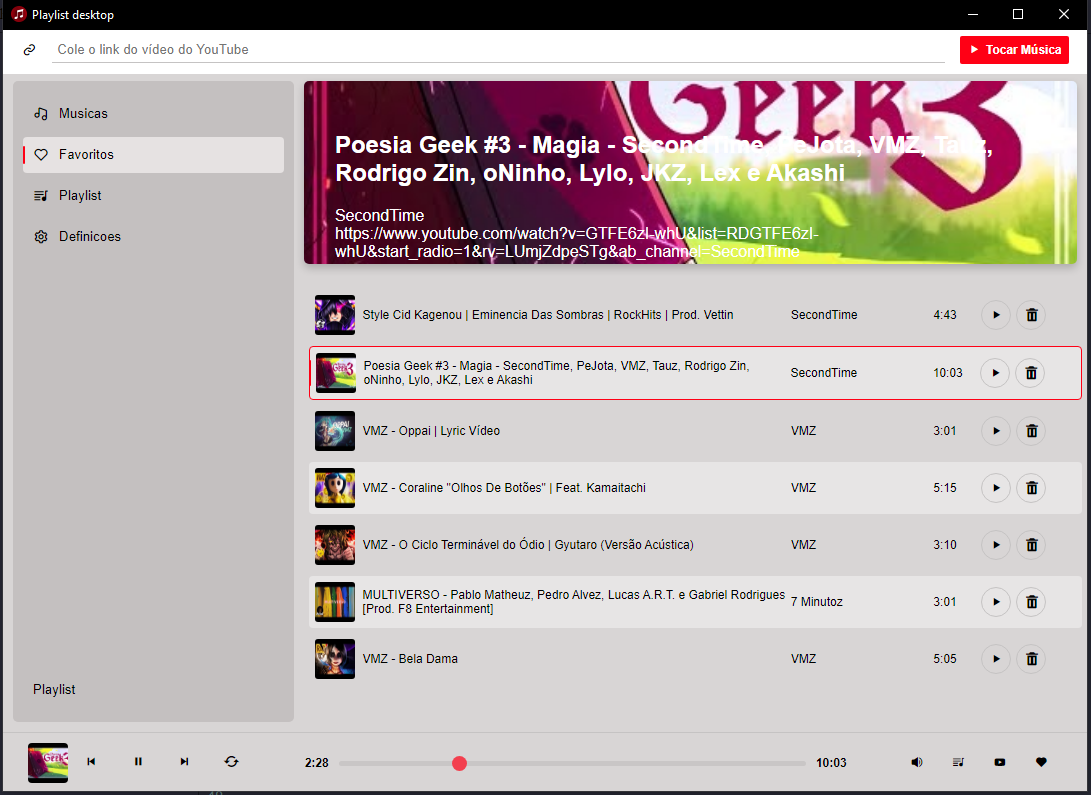 Playlist desktop
Cole o link do vídeo do YouTube
Tocar Música
Musicas
Favoritos
Playlist
Definicoes
Playlist
GEEK 3
Poesia Geek #3 - Magia - SecondTime, PeJota, VMZ, Tauz,
Rodrigo Zin, oNinho, Lylo, JKZ, Lex e Akashi
SecondTime
https://www.youtube.com/watch?v=GTFE6zI-whU&list=RDGTFE6zI-
whU&start_radio=1&rv=LUmjZdpeSTg&ab_channel=SecondTime
Style Cid Kagenou | Eminencia Das Sombras | RockHits | Prod. Vettin
SecondTime
4:43
Poesia Geek #3 - Magia - SecondTime, PeJota, VMZ, Tauz, Rodrigo Zin,
oNinho, Lylo, JKZ, Lex e Akashi
SecondTime
10:03
VMZ - Oppai | Lyric Vídeo
VMZ
3:01
VMZ - Coraline "Olhos De Botões" | Feat. Kamaitachi
VMZ
5:15
VMZ - O Ciclo Terminável do Ódio | Gyutaro (Versão Acústica)
VMZ
3:10
MULTIVERSO - Pablo Matheuz, Pedro Alvez, Lucas A.R.T. e Gabriel Rodrigues
[Prod. F8 Entertainment]
7 Minutoz
3:01
VMZ - Bela Dama
VMZ
5:05
2:28
10:03